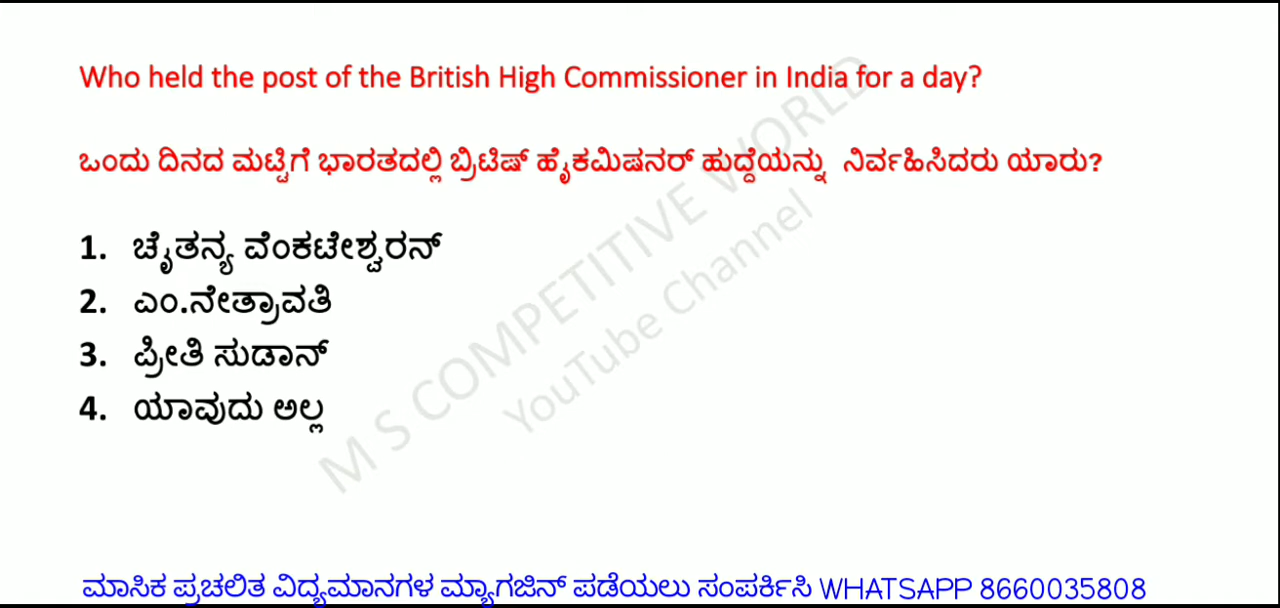 Who held the post of the British High Commissioner in India for a day?
ಒಂದು ದಿನದ ಮಟ್ಟಿಗೆ ಭಾರತದಲ್ಲಿ ಬ್ರಿಟಿಷ್ ಹೈಕಮಿಷನರ್ ಹುದ್ದೆಯನ್ನು ನಿರ್ವಹಿಸಿದರು ಯಾರು?
1. ಚೈತನ್ಯ ವೆಂಕಟೇಶ್ವರನ್
2. ಎಂ.ನೇತ್ರಾವತಿ
3. ಪ್ರೀತಿ ಸುಡಾನ್
4. ಯಾವುದು ಅಲ್ಲ
M S COMPETITIVE WORLD
YouTube Channel
ಮಾಸಿಕ ಪ್ರಚಲಿತ ವಿದ್ಯಮಾನಗಳ ಮ್ಯಾಗಜಿನ್ ಪಡೆಯಲು ಸಂಪರ್ಕಿಸಿ WHATSAPP 8660035808